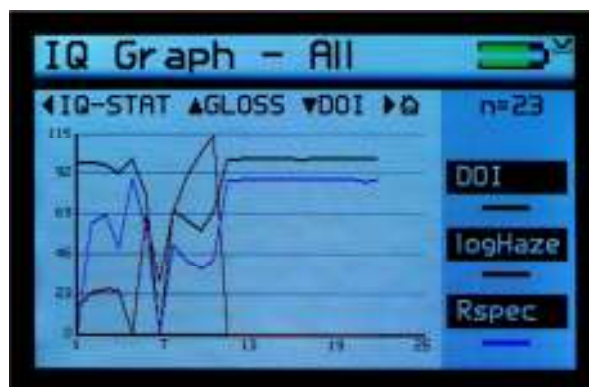 IQ Graph - All
◀IQ-STAT ▲GLOSS ▼DOI ▶⌂
n=23
115
92
69
46
23
0
1 7 13 19 25
DOI
logHaze
Rspec